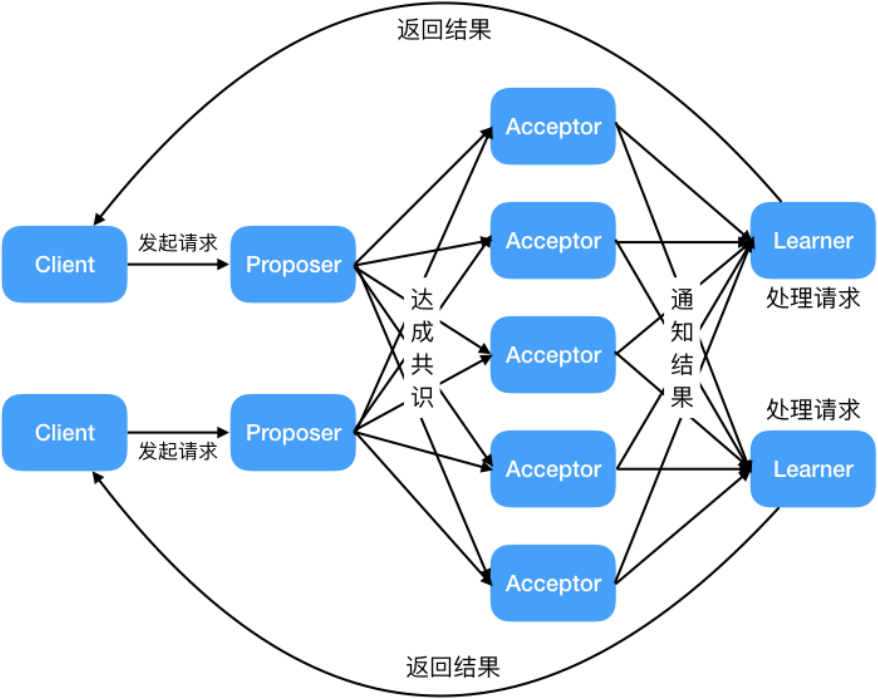 返回结果
Acceptor
Acceptor
Learner
发起请求
Client
Proposer
处理请求
达成共识
通知结果
Acceptor
处理请求
Client
Proposer
发起请求
Acceptor
Learner
Acceptor
返回结果